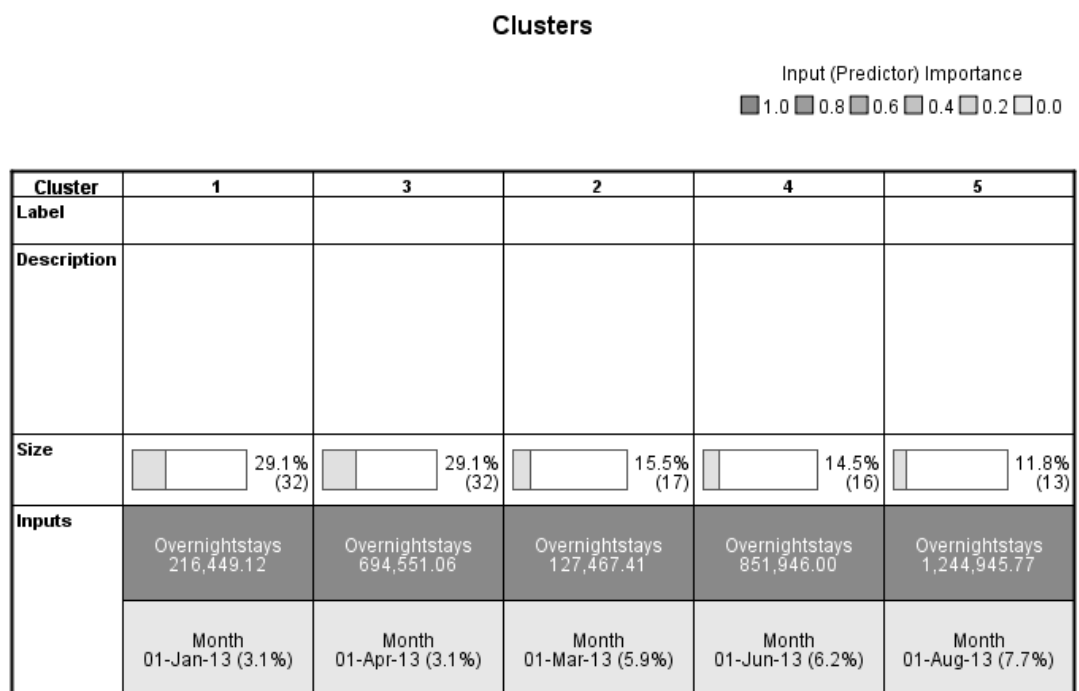 Clusters
Input (Predictor) Importance
1.0 0.8 0.6 0.4 0.2 0.0
Cluster 1 3 2 4 5
Label
Description
Size
29.1% 29.1% 15.5% 14.5% 11.8%
(32) (32) (17) (16) (13)
Inputs
Overnightstays Overnightstays Overnightstays Overnightstays Overnightstays
216,449.12 694,551.06 127,467.41 851,946.00 1,244,945.77
Month Month Month Month Month
01-Jan-13 (3.1%) 01-Apr-13 (3.1%) 01-Mar-13 (5.9%) 01-Jun-13 (6.2%) 01-Aug-13 (7.7%)